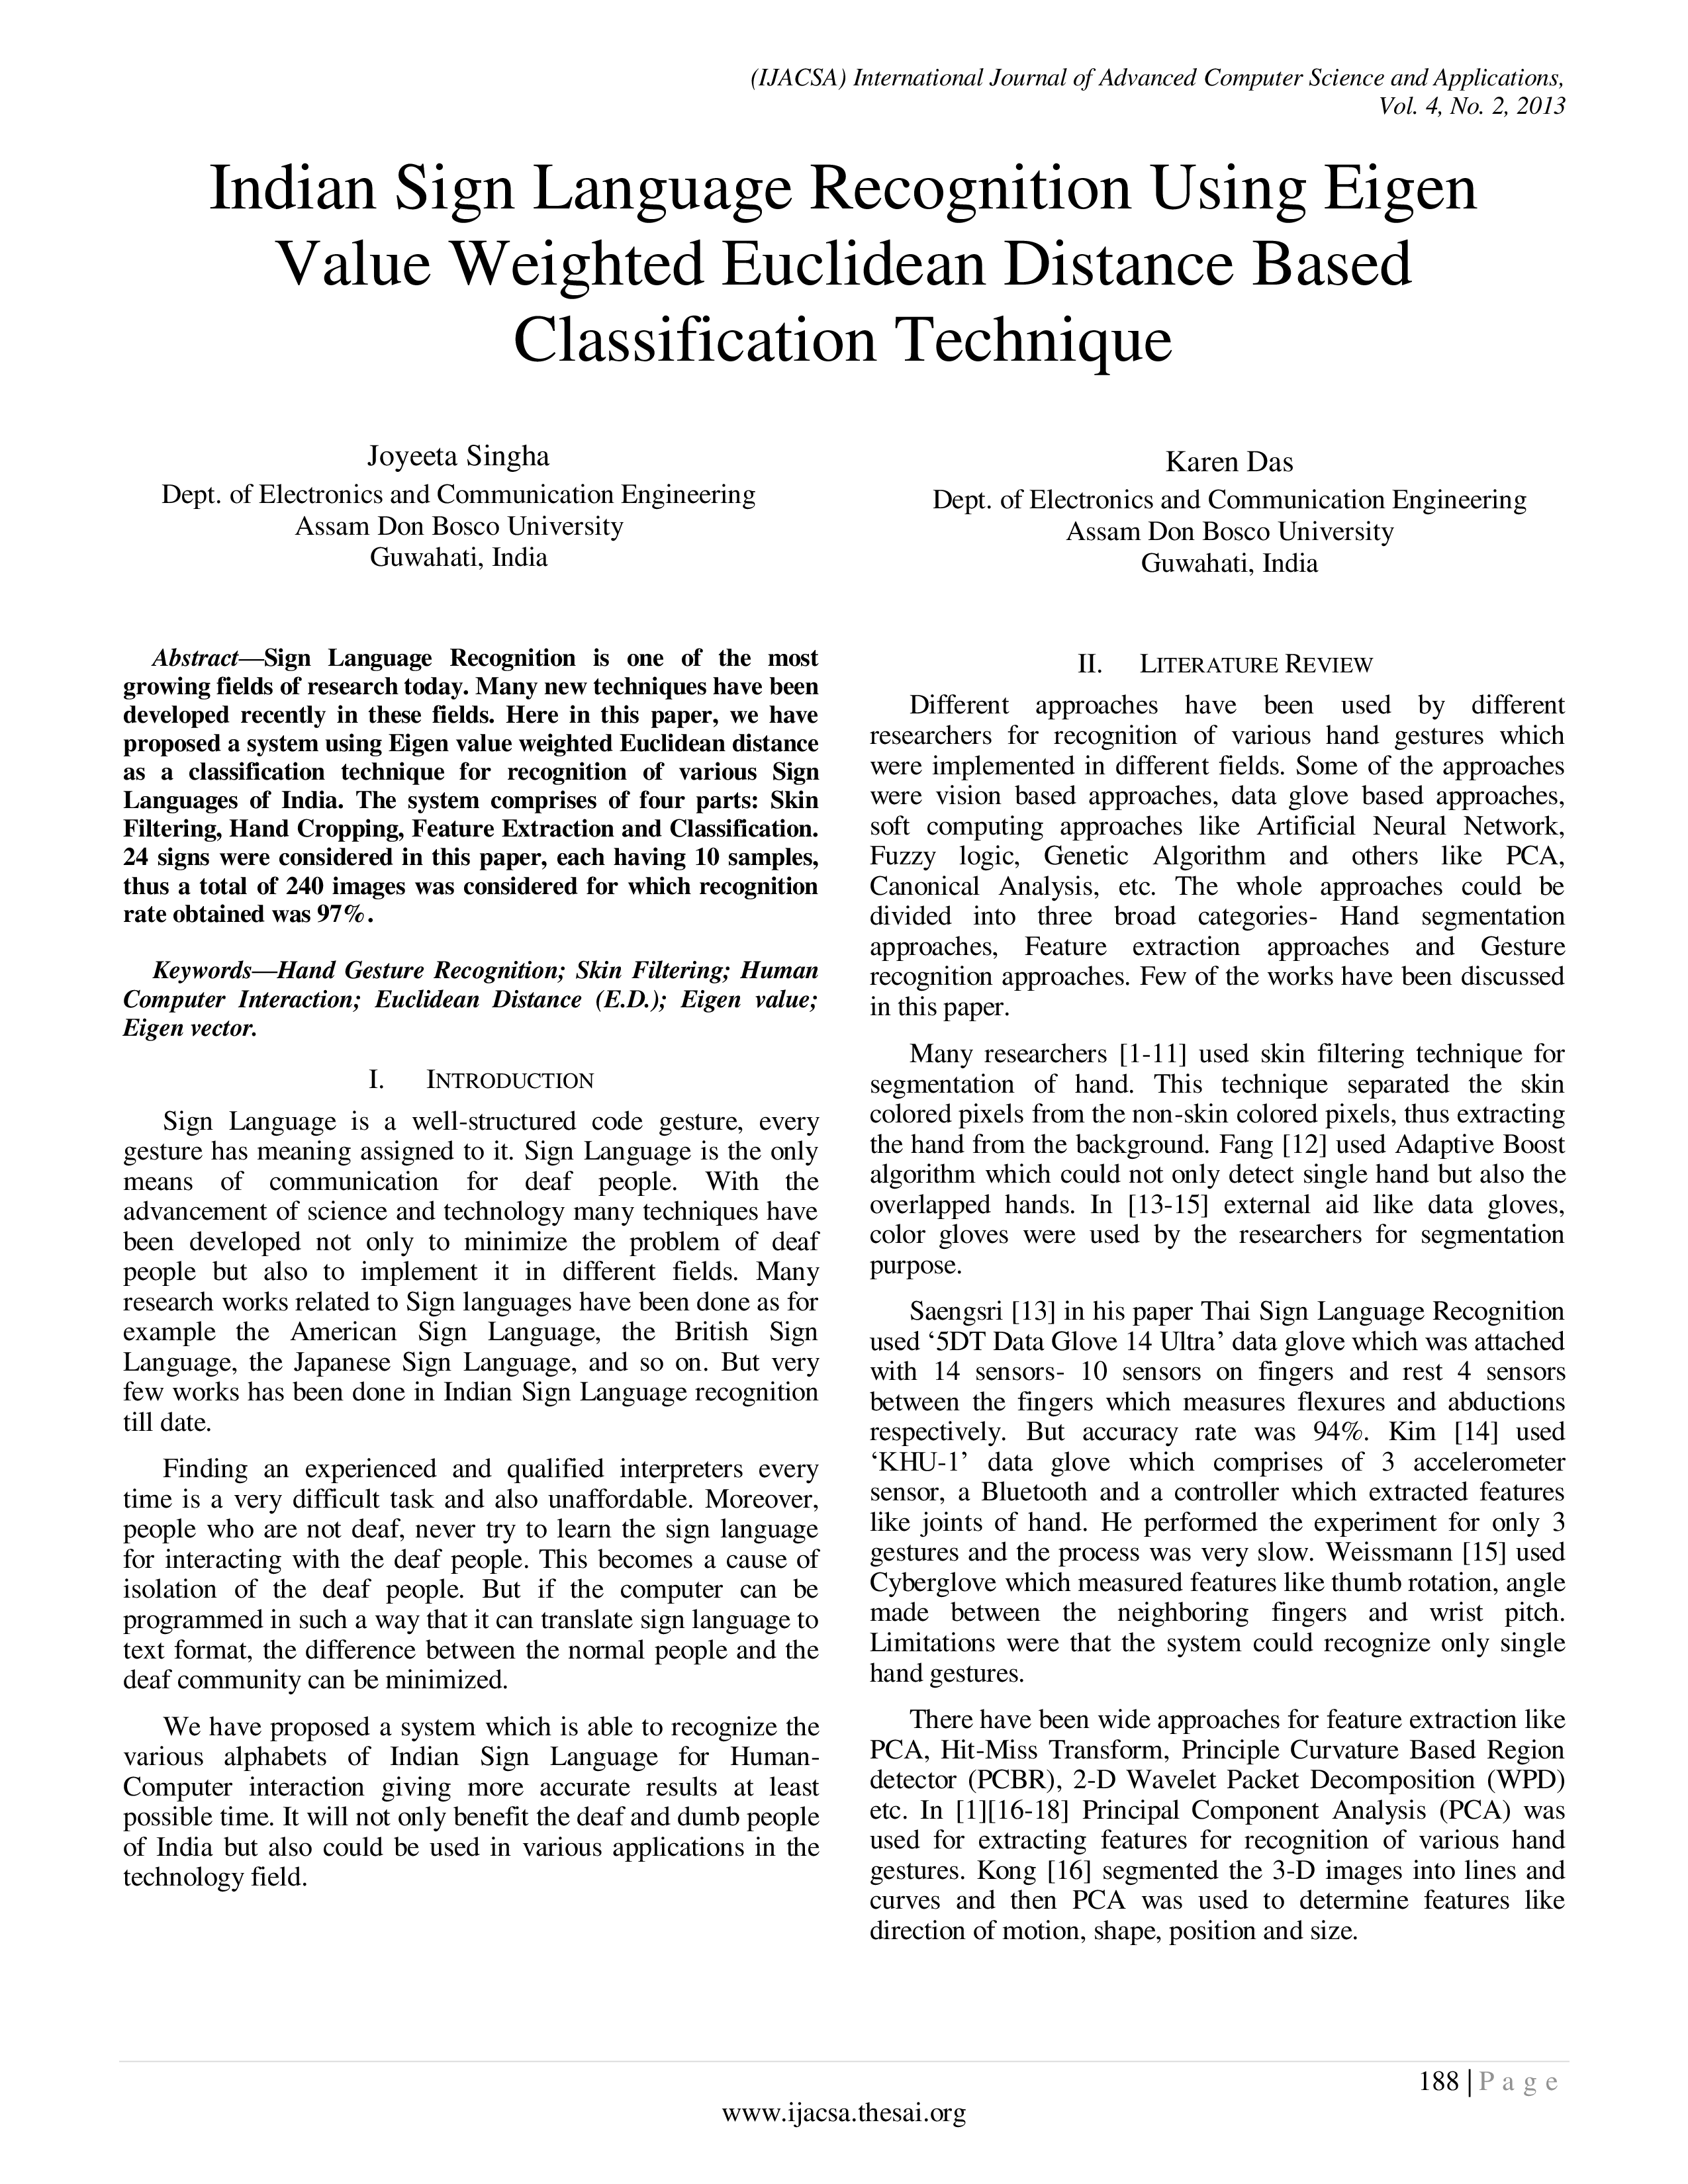 (IJACSA) International Journal of Advanced Computer Science and Applications,
Vol. 4, No. 2, 2013
Indian Sign Language Recognition Using Eigen
Value Weighted Euclidean Distance Based
Classification Technique
Joyeeta Singha
Dept. of Electronics and Communication Engineering
Assam Don Bosco University
Guwahati, India
Karen Das
Dept. of Electronics and Communication Engineering
Assam Don Bosco University
Guwahati, India
Abstract—Sign Language Recognition is one of the most
growing fields of research today. Many new techniques have been
developed recently in these fields. Here in this paper, we have
proposed a system using Eigen value weighted Euclidean distance
as a classification technique for recognition of various Sign
Languages of India. The system comprises of four parts: Skin
Filtering, Hand Cropping, Feature Extraction and Classification.
24 signs were considered in this paper, each having 10 samples,
thus a total of 240 images was considered for which recognition
rate obtained was 97%.
Keywords—Hand Gesture Recognition; Skin Filtering; Human
Computer Interaction; Euclidean Distance (E.D.); Eigen value;
Eigen vector.
I. INTRODUCTION
Sign Language is a well-structured code gesture, every
gesture has meaning assigned to it. Sign Language is the only
means of communication for deaf people. With the
advancement of science and technology many techniques have
been developed not only to minimize the problem of deaf
people but also to implement it in different fields. Many
research works related to Sign languages have been done as for
example the American Sign Language, the British Sign
Language, the Japanese Sign Language, and so on. But very
few works has been done in Indian Sign Language recognition
till date.
Finding an experienced and qualified interpreters every
time is a very difficult task and also unaffordable. Moreover,
people who are not deaf, never try to learn the sign language
for interacting with the deaf people. This becomes a cause of
isolation of the deaf people. But if the computer can be
programmed in such a way that it can translate sign language to
text format, the difference between the normal people and the
deaf community can be minimized.
We have proposed a system which is able to recognize the
various alphabets of Indian Sign Language for Human-
Computer interaction giving more accurate results at least
possible time. It will not only benefit the deaf and dumb people
of India but also could be used in various applications in the
technology field.
II. LITERATURE REVIEW
Different approaches have been used by different
researchers for recognition of various hand gestures which
were implemented in different fields. Some of the approaches
were vision based approaches, data glove based approaches,
soft computing approaches like Artificial Neural Network,
Fuzzy logic, Genetic Algorithm and others like PCA,
Canonical Analysis, etc. The whole approaches could be
divided into three broad categories- Hand segmentation
approaches, Feature extraction approaches and Gesture
recognition approaches. Few of the works have been discussed
in this paper.
Many researchers [1-11] used skin filtering technique for
segmentation of hand. This technique separated the skin
colored pixels from the non-skin colored pixels, thus extracting
the hand from the background. Fang [12] used Adaptive Boost
algorithm which could not only detect single hand but also the
overlapped hands. In [13-15] external aid like data gloves,
color gloves were used by the researchers for segmentation
purpose.
Saengsri [13] in his paper Thai Sign Language Recognition
used ‘5DT Data Glove 14 Ultra’ data glove which was attached
with 14 sensors- 10 sensors on fingers and rest 4 sensors
between the fingers which measures flexures and abductions
respectively. But accuracy rate was 94%. Kim [14] used
‘KHU-1’ data glove which comprises of 3 accelerometer
sensor, a Bluetooth and a controller which extracted features
like joints of hand. He performed the experiment for only 3
gestures and the process was very slow. Weissmann [15] used
Cyberglove which measured features like thumb rotation, angle
made between the neighboring fingers and wrist pitch.
Limitations were that the system could recognize only single
hand gestures.
There have been wide approaches for feature extraction like
PCA, Hit-Miss Transform, Principle Curvature Based Region
detector (PCBR), 2-D Wavelet Packet Decomposition (WPD)
etc. In [1][16-18] Principal Component Analysis (PCA) was
used for extracting features for recognition of various hand
gestures. Kong [16] segmented the 3-D images into lines and
curves and then PCA was used to determine features like
direction of motion, shape, position and size.
188 | P a g e
www.ijacsa.thesai.org